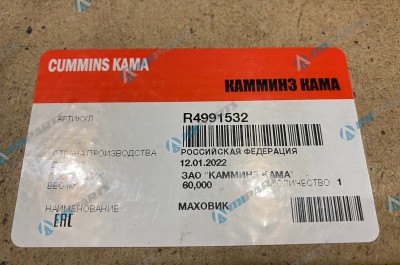 CUMMINS KAMA
КАММИНЗ КАМА
АРТИКУЛ R4991532
СТРАНА ПРОИЗВОДСТВА РОССИЙСКАЯ ФЕДЕРАЦИЯ
12.01.2022
ЗАО "КАММИНЗ КАМА"
ВЕС, КГ 60,000 КОЛИЧЕСТВО 1
НАИМЕНОВАНИЕ МАХОВИК
EAC